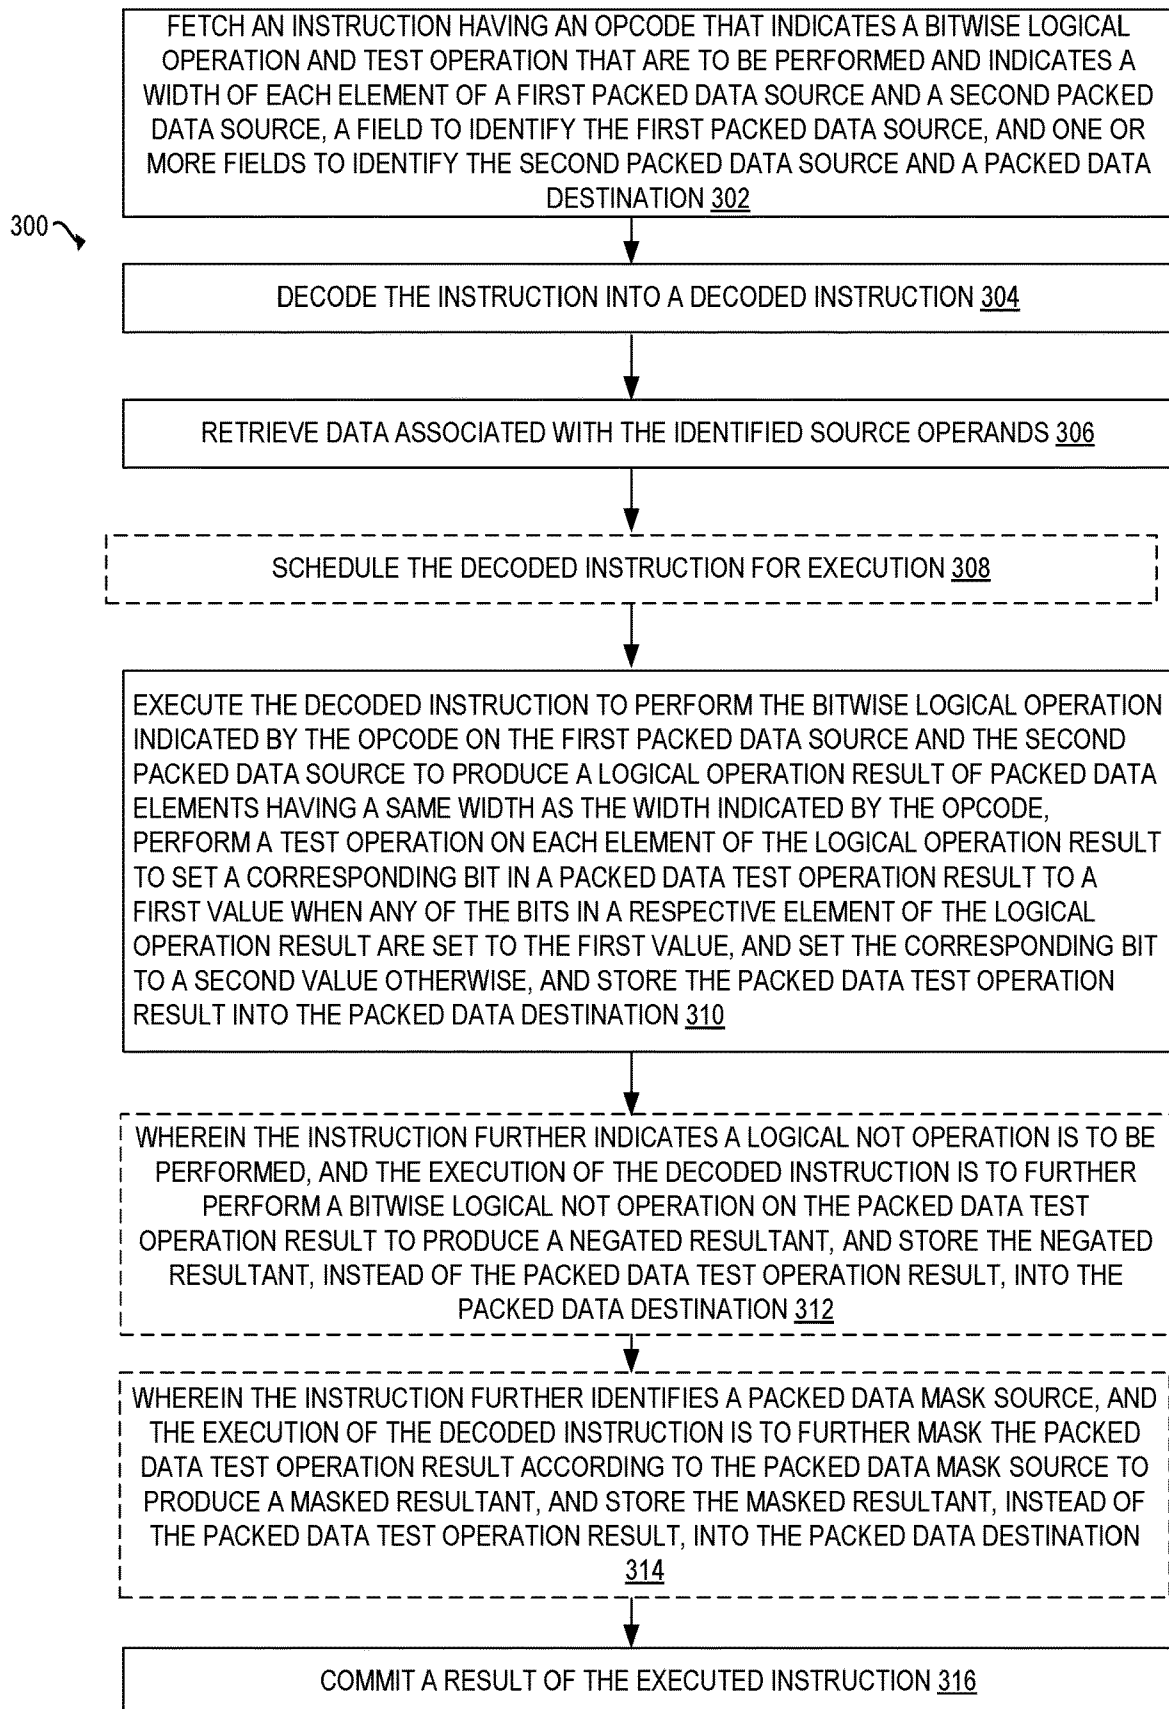 FETCH AN INSTRUCTION HAVING AN OPCODE THAT INDICATES A BITWISE LOGICAL
OPERATION AND TEST OPERATION THAT ARE TO BE PERFORMED AND INDICATES A
WIDTH OF EACH ELEMENT OF A FIRST PACKED DATA SOURCE AND A SECOND PACKED
DATA SOURCE, A FIELD TO IDENTIFY THE FIRST PACKED DATA SOURCE, AND ONE OR
MORE FIELDS TO IDENTIFY THE SECOND PACKED DATA SOURCE AND A PACKED DATA
DESTINATION 302
300
DECODE THE INSTRUCTION INTO A DECODED INSTRUCTION 304
RETRIEVE DATA ASSOCIATED WITH THE IDENTIFIED SOURCE OPERANDS 306
SCHEDULE THE DECODED INSTRUCTION FOR EXECUTION 308
EXECUTE THE DECODED INSTRUCTION TO PERFORM THE BITWISE LOGICAL OPERATION
INDICATED BY THE OPCODE ON THE FIRST PACKED DATA SOURCE AND THE SECOND
PACKED DATA SOURCE TO PRODUCE A LOGICAL OPERATION RESULT OF PACKED DATA
ELEMENTS HAVING A SAME WIDTH AS THE WIDTH INDICATED BY THE OPCODE,
PERFORM A TEST OPERATION ON EACH ELEMENT OF THE LOGICAL OPERATION RESULT
TO SET A CORRESPONDING BIT IN A PACKED DATA TEST OPERATION RESULT TO A
FIRST VALUE WHEN ANY OF THE BITS IN A RESPECTIVE ELEMENT OF THE LOGICAL
OPERATION RESULT ARE SET TO THE FIRST VALUE, AND SET THE CORRESPONDING BIT
TO A SECOND VALUE OTHERWISE, AND STORE THE PACKED DATA TEST OPERATION
RESULT INTO THE PACKED DATA DESTINATION 310
WHEREIN THE INSTRUCTION FURTHER INDICATES A LOGICAL NOT OPERATION IS TO BE
PERFORMED, AND THE EXECUTION OF THE DECODED INSTRUCTION IS TO FURTHER
PERFORM A BITWISE LOGICAL NOT OPERATION ON THE PACKED DATA TEST
OPERATION RESULT TO PRODUCE A NEGATED RESULTANT, AND STORE THE NEGATED
RESULTANT, INSTEAD OF THE PACKED DATA TEST OPERATION RESULT, INTO THE
PACKED DATA DESTINATION 312
WHEREIN THE INSTRUCTION FURTHER IDENTIFIES A PACKED DATA MASK SOURCE, AND
THE EXECUTION OF THE DECODED INSTRUCTION IS TO FURTHER MASK THE PACKED
DATA TEST OPERATION RESULT ACCORDING TO THE PACKED DATA MASK SOURCE TO
PRODUCE A MASKED RESULTANT, AND STORE THE MASKED RESULTANT, INSTEAD OF
THE PACKED DATA TEST OPERATION RESULT, INTO THE PACKED DATA DESTINATION
314
COMMIT A RESULT OF THE EXECUTED INSTRUCTION 316